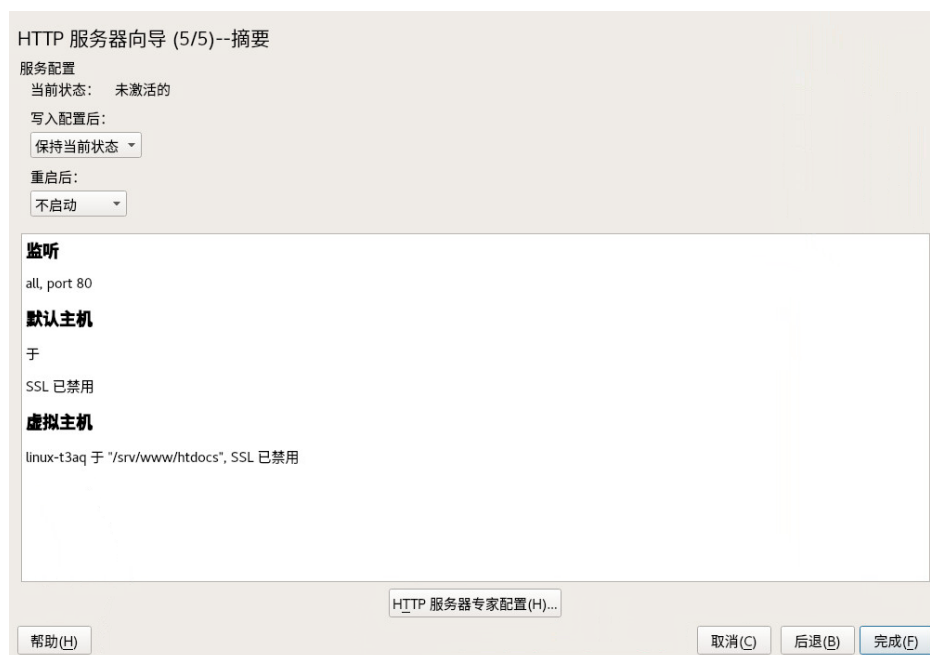 HTTP 服务器向导 (5/5)--摘要
服务配置
当前状态： 未激活的
写入配置后：
保持当前状态
重启后：
不启动
监听
all, port 80
默认主机
于
SSL 已禁用
虚拟主机
linux-t3aq 于 "/srv/www/htdocs", SSL 已禁用
HTTP 服务器专家配置(H)...
帮助(H) 取消(C) 后退(B) 完成(F)